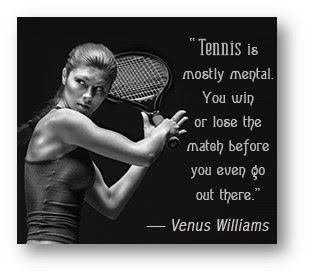 “Tennis is
mostly mental.
You win
or lose the
match before
you even go
out there.”
— Venus Williams